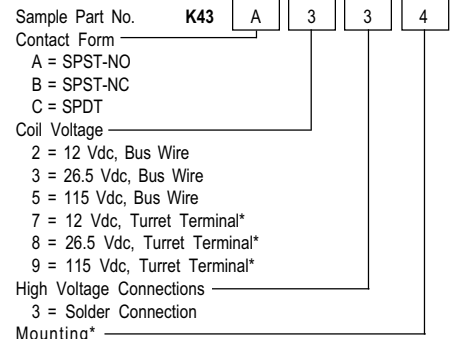 Sample Part No. K43 A 3 3 4
Contact Form
A = SPST-NO
B = SPST-NC
C = SPDT
Coil Voltage
2 = 12 Vdc, Bus Wire
3 = 26.5 Vdc, Bus Wire
5 = 115 Vdc, Bus Wire
7 = 12 Vdc, Turret Terminal*
8 = 26.5 Vdc, Turret Terminal*
9 = 115 Vdc, Turret Terminal*
High Voltage Connections
3 = Solder Connection
Mounting*